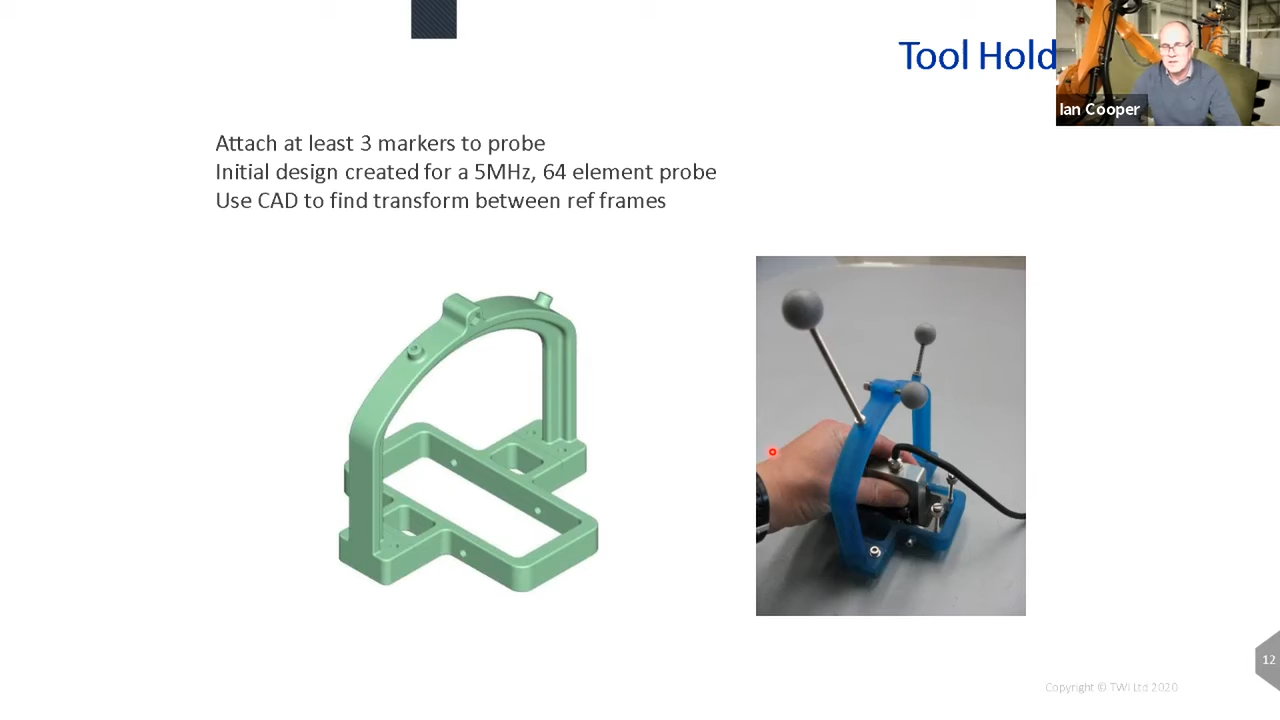 Tool Hold
Ian Cooper
Attach at least 3 markers to probe
Initial design created for a 5MHz, 64 element probe
Use CAD to find transform between ref frames
12
Copyright © TWI Ltd 2020